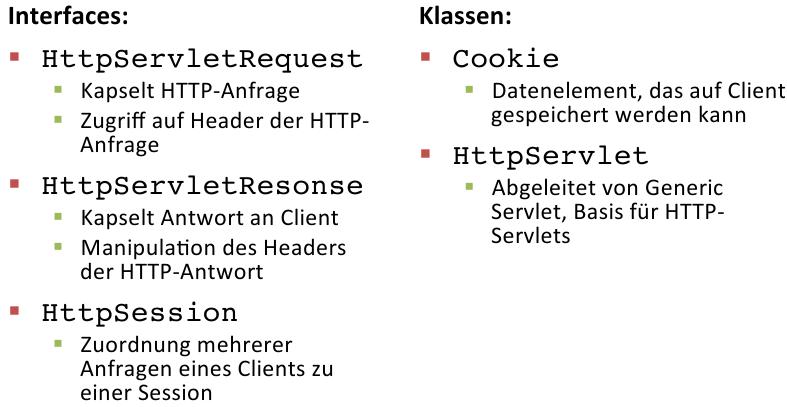 Interfaces:
HttpServletRequest
Kapselt HTTP-Anfrage
Zugriff auf Header der HTTP-
Anfrage
HttpServletResonse
Kapselt Antwort an Client
Manipulation des Headers
der HTTP-Antwort
HttpSession
Zuordnung mehrerer
Anfragen eines Clients zu
einer Session
Klassen:
Cookie
Datenelement, das auf Client
gespeichert werden kann
HttpServlet
Abgeleitet von Generic
Servlet, Basis für HTTP-
Servlets